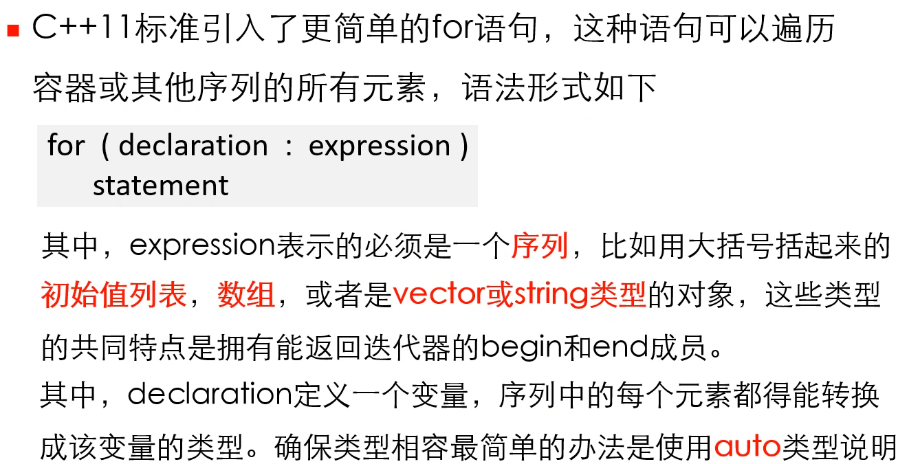 C++11标准引入了更简单的for语句，这种语句可以遍历
容器或其他序列的所有元素，语法形式如下
for ( declaration : expression )
statement
其中，expression表示的必须是一个序列，比如用大括号括起来的
初始值列表，数组，或者是vector或string类型的对象，这些类型
的共同特点是拥有能返回迭代器的begin和end成员。
其中，declaration定义一个变量，序列中的每个元素都得能转换
成该变量的类型。确保类型相容最简单的办法是使用auto类型说明